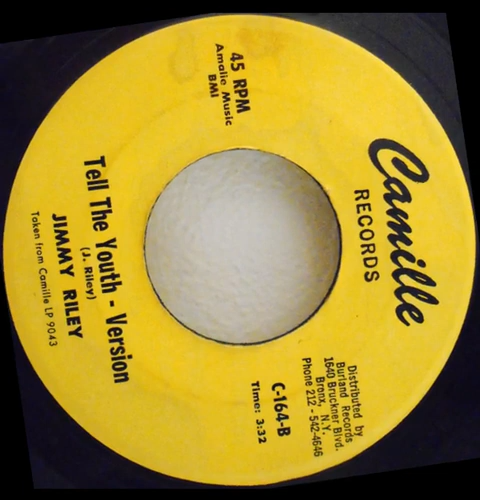 Camille
RECORDS
45 RPM
Amalie Music
BMI
Distributed by
Burland Records
1640 Bruckner Blvd.
Bronx, N.Y.
Phone 212 - 542-4646
C-164-B
Time: 3:32
Tell The Youth - Version
(J. Riley)
JIMMY RILEY
Taken from Camille LP 9043